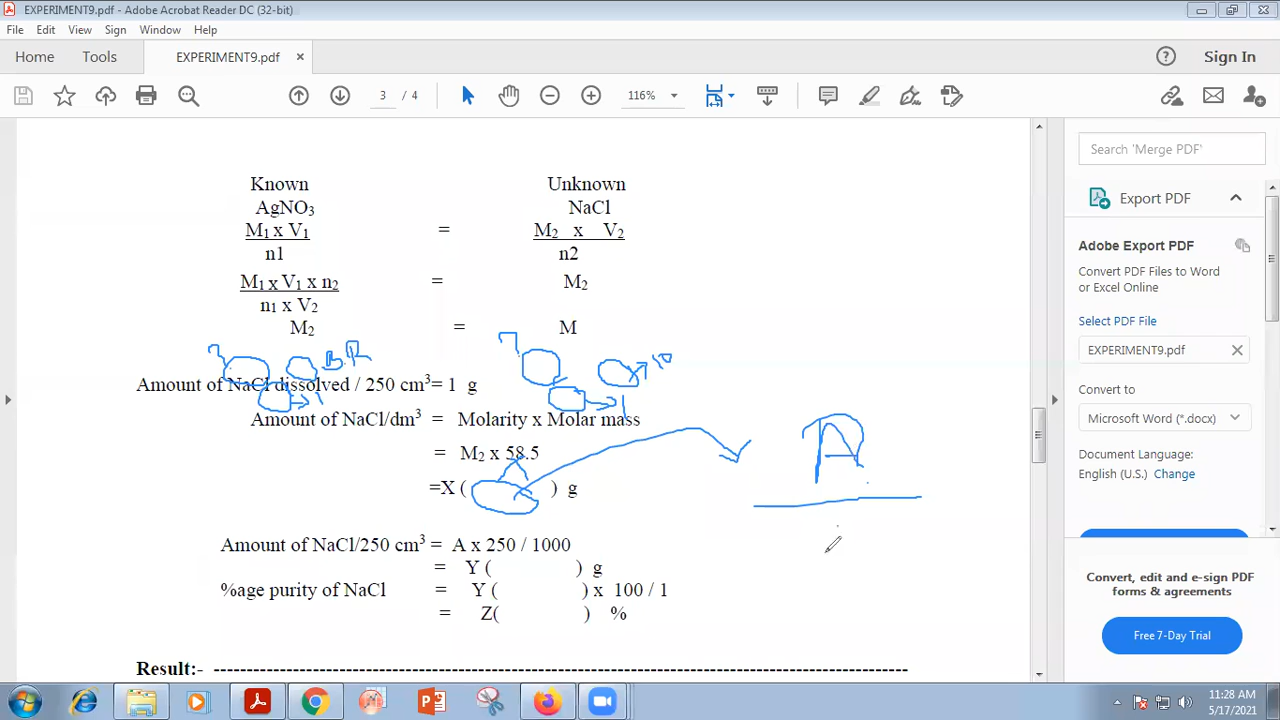 EXPERIMENT9.pdf - Adobe Acrobat Reader DC (32-bit)
File Edit View Sign Window Help
Home Tools EXPERIMENT9.pdf × Sign In
3 / 4 116%
Known Unknown
AgNO₃ NaCl
M₁ x V₁ = M₂ x V₂
n1 n2
M₁ x V₁ x n₂ = M₂
n₁ x V₂
M₂ = M
? B.R ? 10
Amount of NaCl dissolved / 250 cm³= 1 g
1 1
Amount of NaCl/dm³ = Molarity x Molar mass
= M₂ x 58.5
A
=X ( ) g
Amount of NaCl/250 cm³ = A x 250 / 1000
= Y ( ) g
%age purity of NaCl = Y ( ) x 100 / 1
= Z( ) %
Result:- --------------------------------------------------------------------------------
Search 'Merge PDF'
Export PDF
Adobe Export PDF
Convert PDF Files to Word
or Excel Online
Select PDF File
EXPERIMENT9.pdf ×
Convert to
Microsoft Word (*.docx)
Document Language:
English (U.S.) Change
Convert, edit and e-sign PDF
forms & agreements
Free 7-Day Trial
11:28 AM
5/17/2021